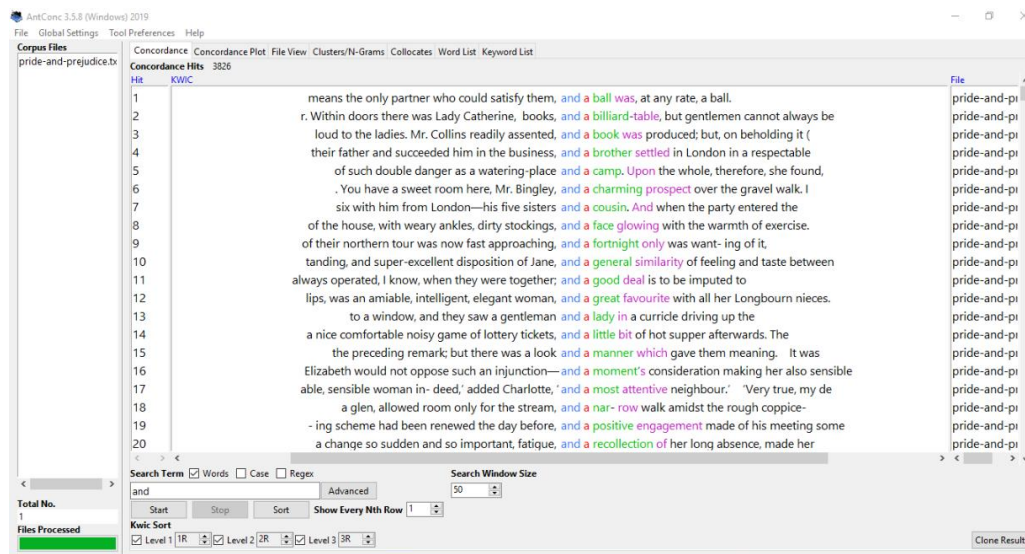 AntConc 3.5.8 (Windows) 2019
File Global Settings Tool Preferences Help
Corpus Files
pride-and-prejudice.tx
Concordance Concordance Plot File View Clusters/N-Grams Collocates Word List Keyword List
Concordance Hits 3826
Hit KWIC File
1 means the only partner who could satisfy them, and a ball was, at any rate, a ball. pride-and-pr
2 r. Within doors there was Lady Catherine, books, and a billiard-table, but gentlemen cannot always be pride-and-pr
3 loud to the ladies. Mr. Collins readily assented, and a book was produced; but, on beholding it ( pride-and-pr
4 their father and succeeded him in the business, and a brother settled in London in a respectable pride-and-pr
5 of such double danger as a watering-place and a camp. Upon the whole, therefore, she found, pride-and-pr
6 . You have a sweet room here, Mr. Bingley, and a charming prospect over the gravel walk. I pride-and-pr
7 six with him from London—his five sisters and a cousin. And when the party entered the pride-and-pr
8 of the house, with weary ankles, dirty stockings, and a face glowing with the warmth of exercise. pride-and-pr
9 of their northern tour was now fast approaching, and a fortnight only was want- ing of it, pride-and-pr
10 tanding, and super-excellent disposition of Jane, and a general similarity of feeling and taste between pride-and-pr
11 always operated, I know, when they were together; and a good deal is to be imputed to pride-and-pr
12 lips, was an amiable, intelligent, elegant woman, and a great favourite with all her Longbourn nieces. pride-and-pr
13 to a window, and they saw a gentleman and a lady in a curricle driving up the pride-and-pr
14 a nice comfortable noisy game of lottery tickets, and a little bit of hot supper afterwards. The pride-and-pr
15 the preceding remark; but there was a look and a manner which gave them meaning. It was pride-and-pr
16 Elizabeth would not oppose such an injunction—and a moment's consideration making her also sensible pride-and-pr
17 able, sensible woman in- deed,' added Charlotte, 'and a most attentive neighbour.' 'Very true, my de pride-and-pr
18 a glen, allowed room only for the stream, and a nar- row walk amidst the rough coppice- pride-and-pr
19 - ing scheme had been renewed the day before, and a positive engagement made of his meeting some pride-and-pr
20 a change so sudden and so important, fatigue, and a recollection of her long absence, made her pride-and-pr
Search Term Words Case Regex Search Window Size
and Advanced 50
Start Stop Sort Show Every Nth Row 1
Total No.
1
Files Processed
Kwic Sort
Level 1 1R Level 2 2R Level 3 3R Clone Result